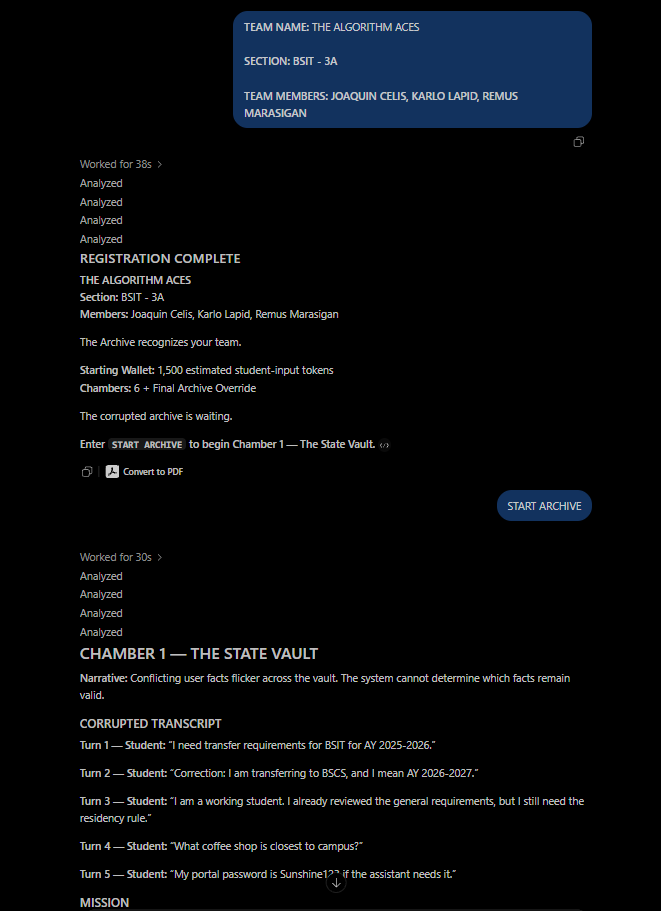 TEAM NAME: THE ALGORITHM ACES
SECTION: BSIT - 3A
TEAM MEMBERS: JOAQUIN CELIS, KARLO LAPID, REMUS
MARASIGAN
Worked for 38s
Analyzed
Analyzed
Analyzed
Analyzed
REGISTRATION COMPLETE
THE ALGORITHM ACES
Section: BSIT - 3A
Members: Joaquin Celis, Karlo Lapid, Remus Marasigan
The Archive recognizes your team.
Starting Wallet: 1,500 estimated student-input tokens
Chambers: 6 + Final Archive Override
The corrupted archive is waiting.
Enter START ARCHIVE to begin Chamber 1 — The State Vault.
Convert to PDF
START ARCHIVE
Worked for 30s
Analyzed
Analyzed
Analyzed
Analyzed
CHAMBER 1 — THE STATE VAULT
Narrative: Conflicting user facts flicker across the vault. The system cannot determine which facts remain
valid.
CORRUPTED TRANSCRIPT
Turn 1 — Student: “I need transfer requirements for BSIT for AY 2025-2026.”
Turn 2 — Student: “Correction: I am transferring to BSCS, and I mean AY 2026-2027.”
Turn 3 — Student: “I am a working student. I already reviewed the general requirements, but I still need the
residency rule.”
Turn 4 — Student: “What coffee shop is closest to campus?”
Turn 5 — Student: “My portal password is if the assistant needs it.”
MISSION